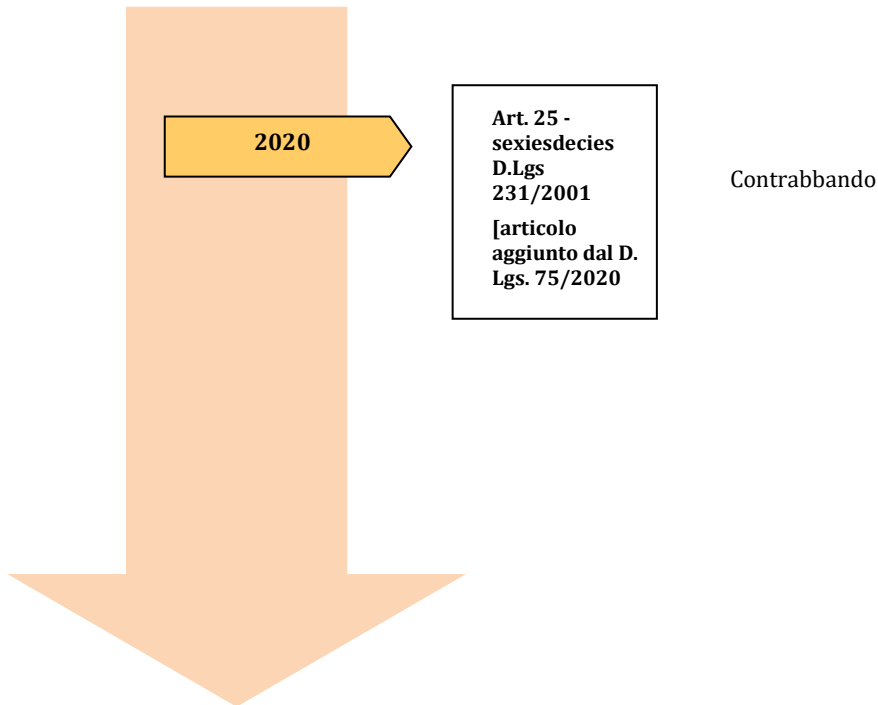 2020
Art. 25 -
sexiesdecies
D.Lgs
231/2001
[articolo
aggiunto dal D.
Lgs. 75/2020
Contrabbando